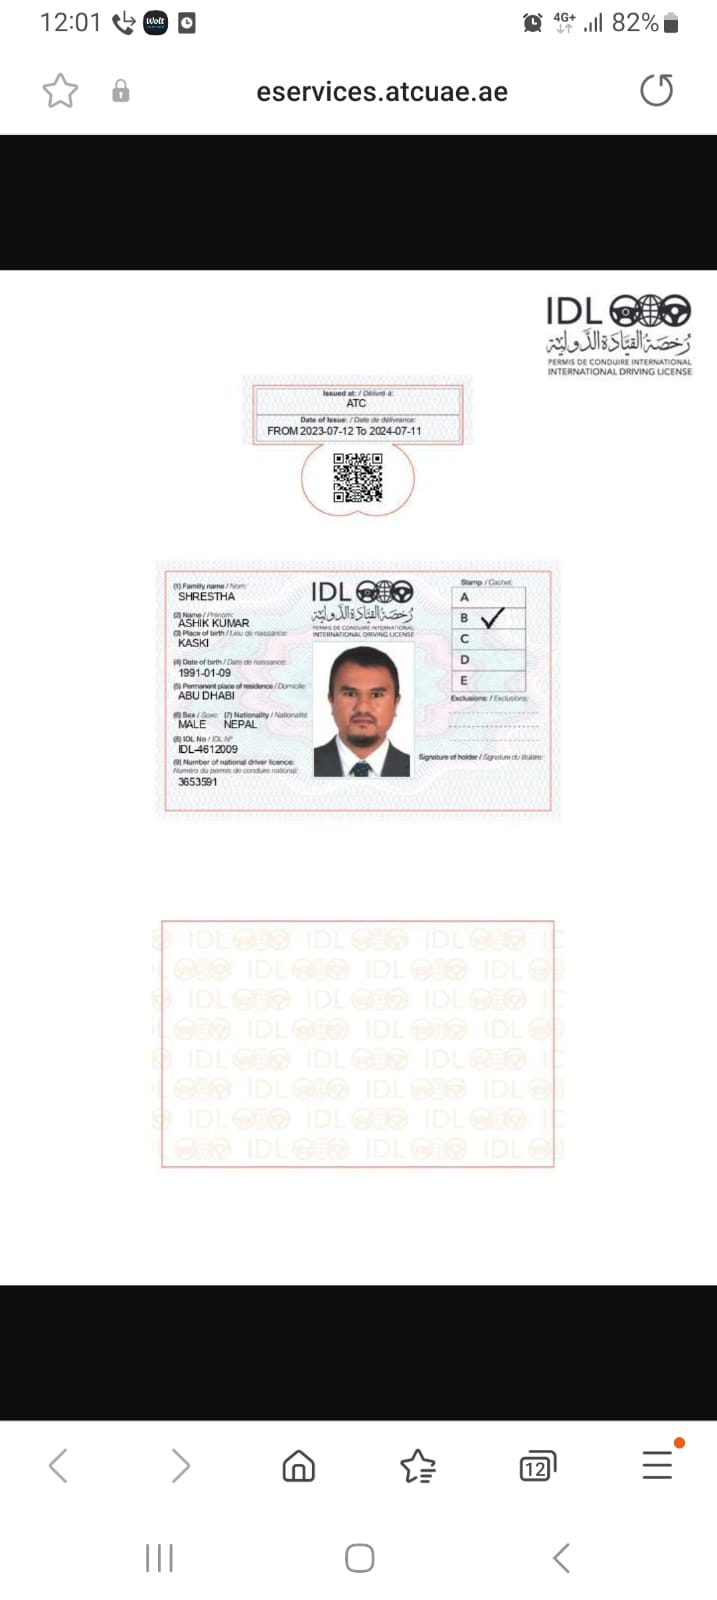 12:01
Wolt
4G+
82%
eservices.atcuae.ae
IDL
رخصة القيادة الدولية
PERMIS DE CONDUIRE INTERNATIONAL
INTERNATIONAL DRIVING LICENSE
Issued at: / Délivré à:
ATC
Date of Issue: / Date de délivrance:
FROM 2023-07-12 To 2024-07-11
(1) Family name / Nom:
SHRESTHA
(2) Name / Prénom:
ASHIK KUMAR
(3) Place of birth / Lieu de naissance:
KASKI
(4) Date of birth / Date de naissance:
1991-01-09
(5) Permanent place of residence / Domicile:
ABU DHABI
(6) Sex / Sexe: (7) Nationality / Nationalité
MALE NEPAL
(8) IDL No / IDL N°
IDL-4612009
(9) Number of national driver licence:
Numéro du permis de conduire national:
3653591
IDL
رخصة القيادة الدولية
PERMIS DE CONDUIRE INTERNATIONAL
INTERNATIONAL DRIVING LICENSE
Stamp / Cachet:
A
B
C
D
E
Exclusions: / Exclusions:
Signature of holder / Signature du titulaire:
IDL IDL IDL
IDL IDL IDL
IDL IDL IDL
IDL IDL IDL
IDL IDL IDL
IDL IDL IDL
IDL IDL IDL
IDL IDL IDL
12